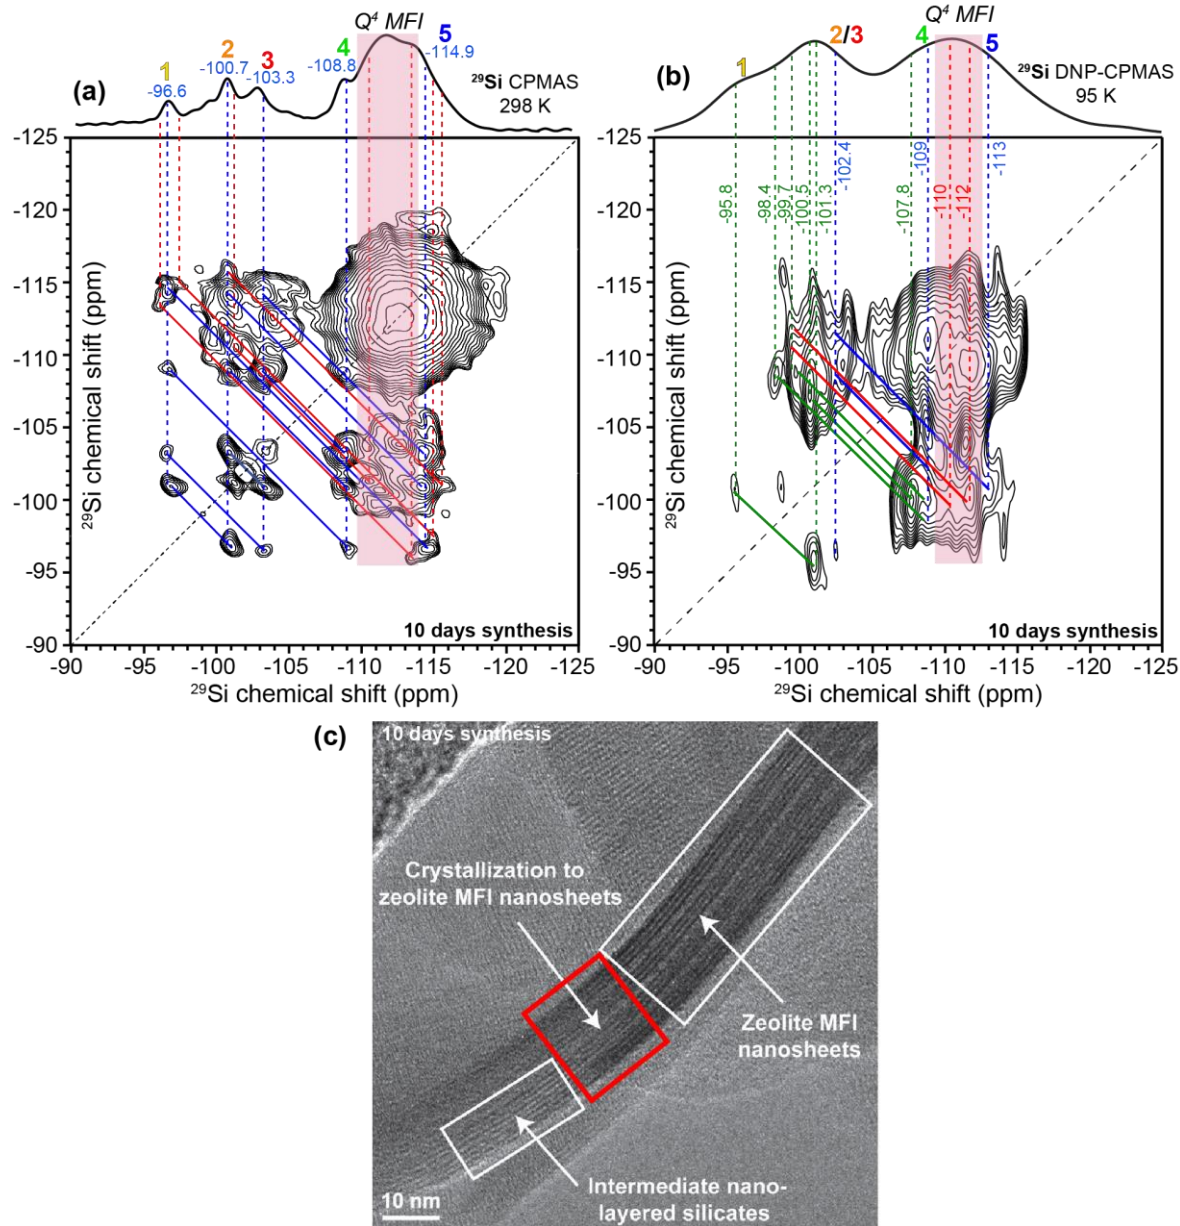 Q⁴ MFI
(a)
1
-96.6
2
-100.7
3
-103.3
4
-108.8
5
-114.9
²⁹Si CPMAS
298 K
-125
-120
-115
-110
-105
-100
-95
-90
²⁹Si chemical shift (ppm)
10 days synthesis
-90 -95 -100 -105 -110 -115 -120 -125
²⁹Si chemical shift (ppm)
Q⁴ MFI
(b)
1
2/3
4
5
²⁹Si DNP-CPMAS
95 K
-125
-120
-115
-110
-105
-100
-95
-90
²⁹Si chemical shift (ppm)
-95.8
-98.4
-99.7
-100.5
-101.3
-102.4
-107.8
-109
-110
-112
-113
10 days synthesis
-90 -95 -100 -105 -110 -115 -120 -125
²⁹Si chemical shift (ppm)
(c)
10 days synthesis
Crystallization to
zeolite MFI nanosheets
Zeolite MFI
nanosheets
Intermediate nano-
layered silicates
10 nm